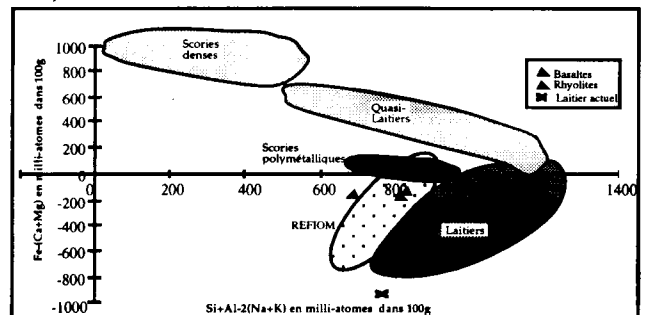 Fe-(Ca+Mg) en milli-atomes dans 100g
1000
800
600
400
200
0
-200
-400
-600
-800
-1000
Scories
denses
Quasi-
Laitiers
Scories
polymétalliques
REFIOM
Laitiers
Basaltes
Rhyolites
Laitier actuel
0
200
400
600
800
1400
Si+Al-2(Na+K) en milli-atomes dans 100g